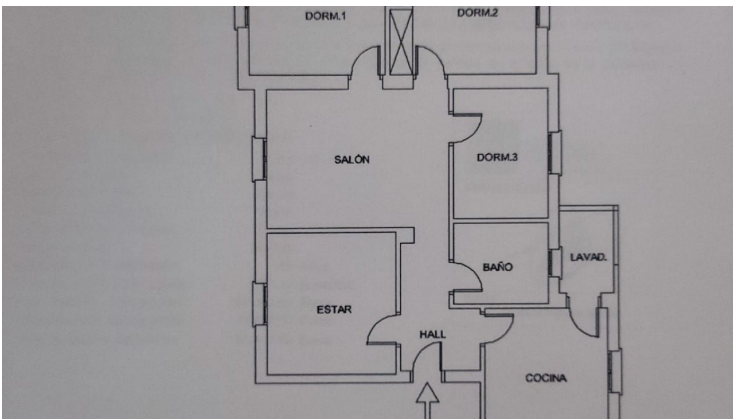 DORM.1
DORM.2
SALÓN
DORM.3
BAÑO
LAVAD.
ESTAR
HALL
COCINA